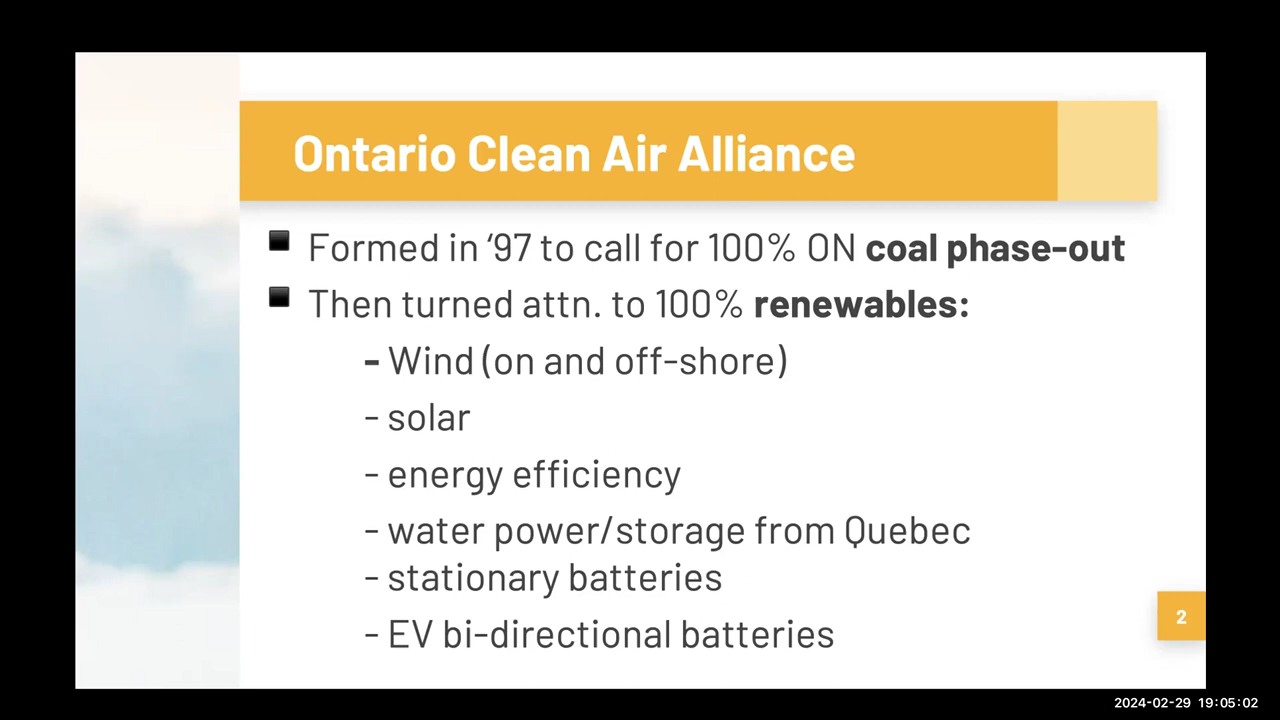 Ontario Clean Air Alliance
Formed in ‘97 to call for 100% ON coal phase-out
Then turned attn. to 100% renewables:
- Wind (on and off-shore)
- solar
- energy efficiency
- water power/storage from Quebec
- stationary batteries
- EV bi-directional batteries
2
2024-02-29 19:05:02